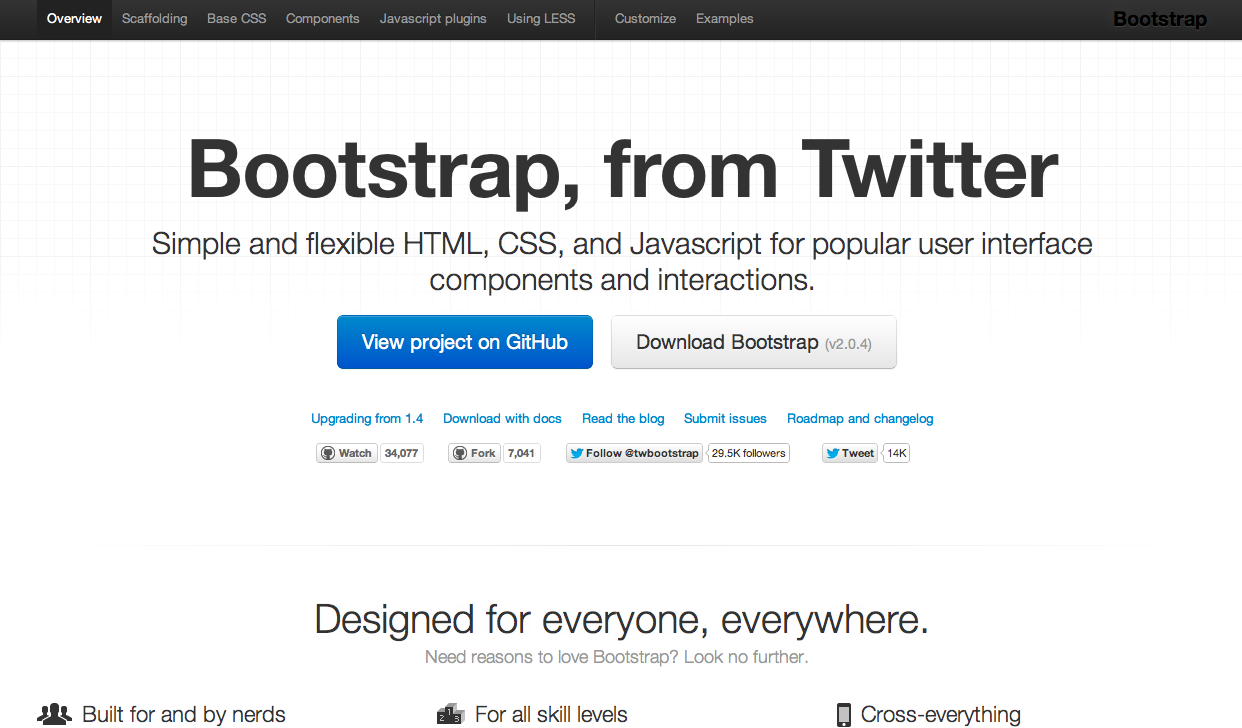 Overview Scaffolding Base CSS Components Javascript plugins Using LESS Customize Examples Bootstrap
Bootstrap, from Twitter
Simple and flexible HTML, CSS, and Javascript for popular user interface
components and interactions.
View project on GitHub Download Bootstrap (v2.0.4)
Upgrading from 1.4 Download with docs Read the blog Submit issues Roadmap and changelog
Watch 34,077 Fork 7,041 Follow @twbootstrap 29.5K followers Tweet 14K
Designed for everyone, everywhere.
Need reasons to love Bootstrap? Look no further.
1 2 3
Built for and by nerds For all skill levels Cross-everything